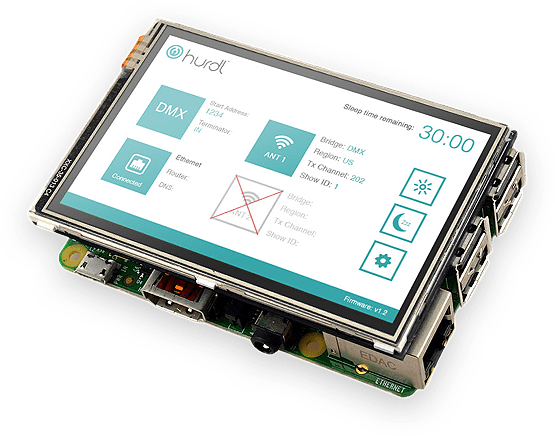 hurdl
Sleep time remaining: 30:00
DMX
Start Address:
1234
Terminator:
IN
ANT 1
Bridge: DMX
Region: US
Tx Channel: 202
Show ID: 1
Connected
Ethernet
Router:
DNS:
Bridge:
Region:
Tx Channel:
Show ID:
Zzz
Firmware: v1.2
EDAC
ETHERNET